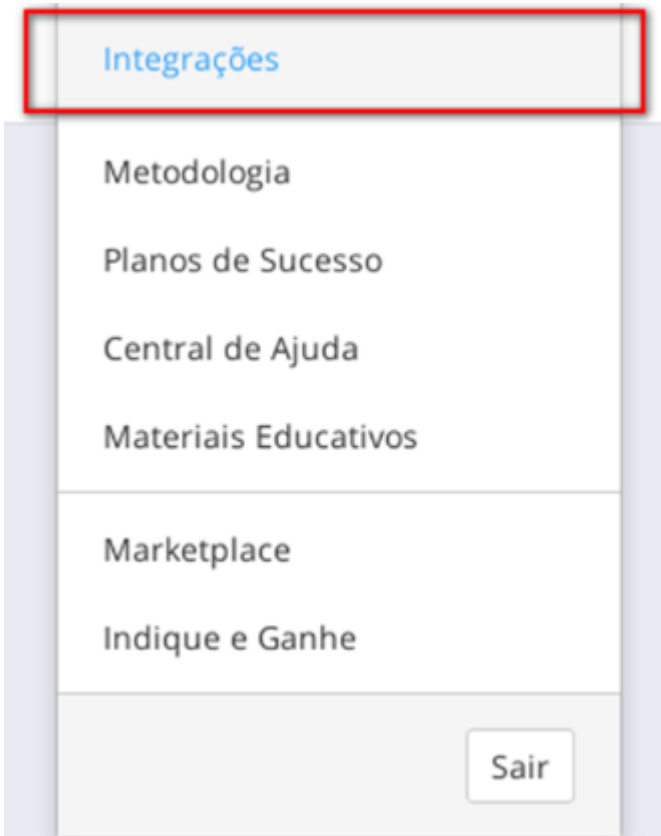 Integrações
Metodologia
Planos de Sucesso
Central de Ajuda
Materiais Educativos
Marketplace
Indique e Ganhe
Sair